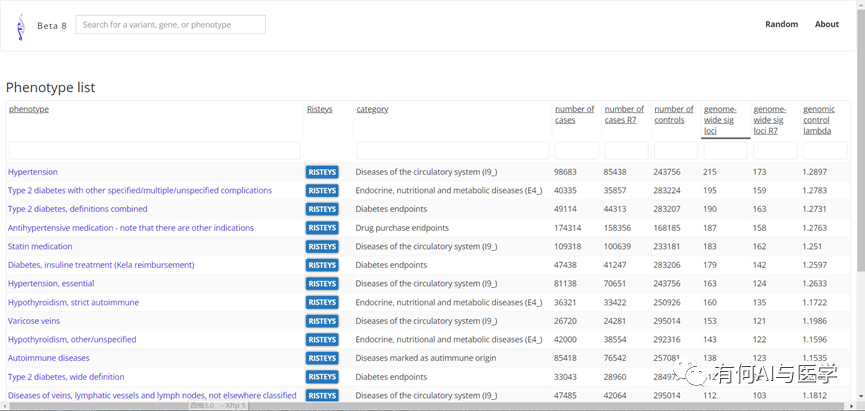 Beta 8 Search for a variant, gene, or phenotype Random About
Phenotype list
phenotype Risteys category number of cases number of cases R7 number of controls genome-wide sig loci genome-wide sig loci R7 genomic control lambda
Hypertension RISTEYS Diseases of the circulatory system (I9_) 98683 85438 243756 215 173 1.2897
Type 2 diabetes with other specified/multiple/unspecified complications RISTEYS Endocrine, nutritional and metabolic diseases (E4_) 40335 35857 283224 195 159 1.2783
Type 2 diabetes, definitions combined RISTEYS Diabetes endpoints 49114 44313 283207 190 163 1.2731
Antihypertensive medication - note that there are other indications RISTEYS Drug purchase endpoints 174314 158356 168185 187 158 1.2763
Statin medication RISTEYS Diseases of the circulatory system (I9_) 109318 100639 233181 183 162 1.251
Diabetes, insuline treatment (Kela reimbursement) RISTEYS Diabetes endpoints 47438 41247 283206 179 142 1.2597
Hypertension, essential RISTEYS Diseases of the circulatory system (I9_) 81138 70651 243756 163 124 1.2633
Hypothyroidism, strict autoimmune RISTEYS Endocrine, nutritional and metabolic diseases (E4_) 36321 33422 250926 160 135 1.1722
Varicose veins RISTEYS Diseases of the circulatory system (I9_) 26720 24281 295014 153 121 1.1986
Hypothyroidism, other/unspecified RISTEYS Endocrine, nutritional and metabolic diseases (E4_) 42000 38554 292316 143 122 1.1596
Autoimmune diseases RISTEYS Diseases marked as autimmune origin 85418 76542 257081 138 123 1.1535
Type 2 diabetes, wide definition RISTEYS Endocrine, nutritional and metabolic diseases (E4_) 33043 28960
Diseases of veins, lymphatic vessels and lymph nodes, not elsewhere classified RISTEYS Diseases of the circulatory system (I9_) 47485 42064 295014 112 103 1.1812
有何AI与医学
Xftp 5